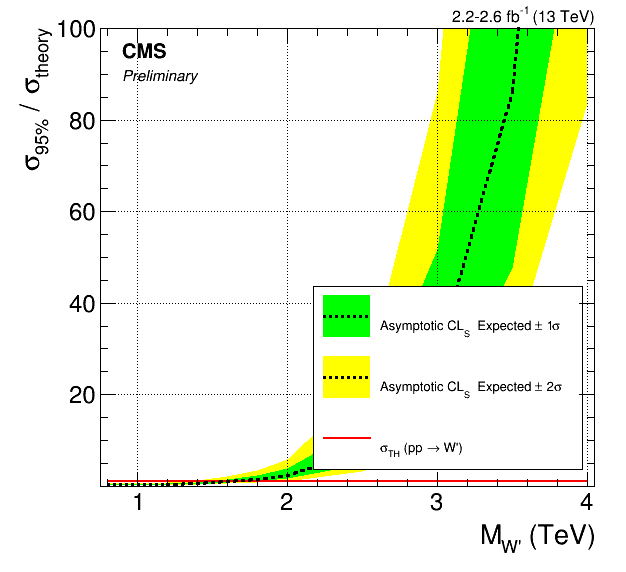 2.2-2.6 fb⁻¹ (13 TeV)
CMS
Preliminary
σ95% / σtheory
100
80
60
40
20
Asymptotic CLS Expected ± 1σ
Asymptotic CLS Expected ± 2σ
σTH (pp → W')
1
2
3
4
MW' (TeV)